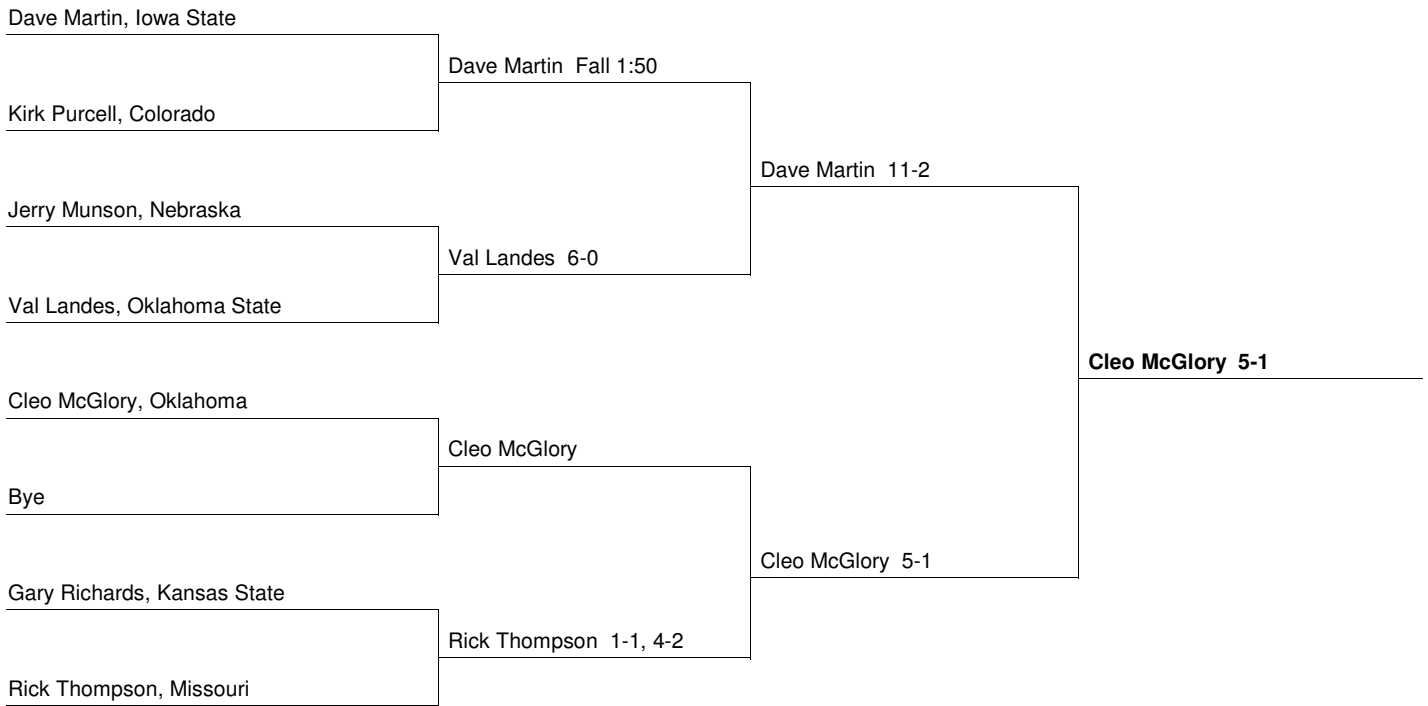 Dave Martin, Iowa State
Dave Martin  Fall 1:50
Kirk Purcell, Colorado
Dave Martin  11-2
Jerry Munson, Nebraska
Val Landes  6-0
Val Landes, Oklahoma State
Cleo McGlory  5-1
Cleo McGlory, Oklahoma
Cleo McGlory
Bye
Cleo McGlory  5-1
Gary Richards, Kansas State
Rick Thompson  1-1, 4-2
Rick Thompson, Missouri